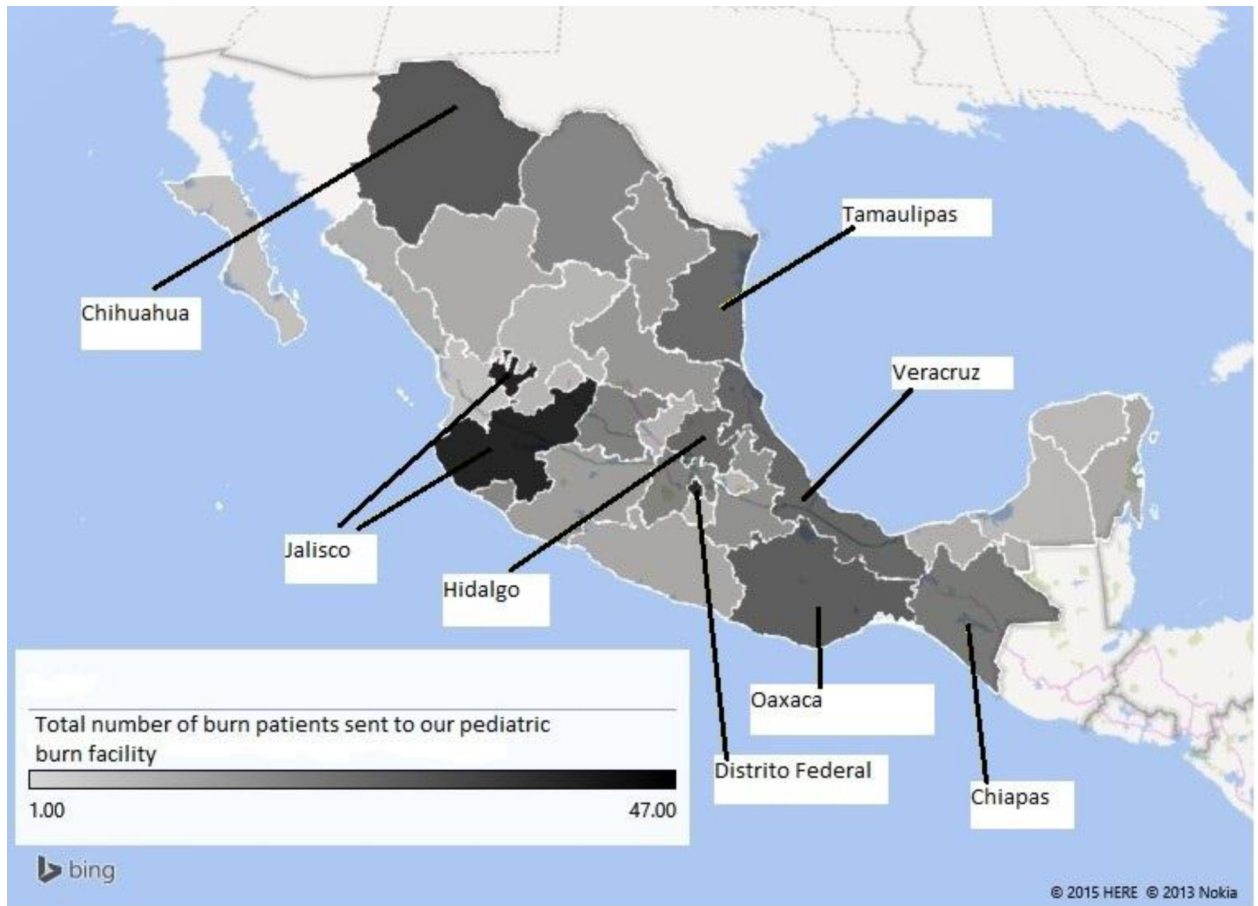 Tamaulipas
Chihuahua
Veracruz
Jalisco
Hidalgo
Oaxaca
Distrito Federal
Chiapas
Total number of burn patients sent to our pediatric
burn facility
1.00 47.00
bing
© 2015 HERE © 2013 Nokia